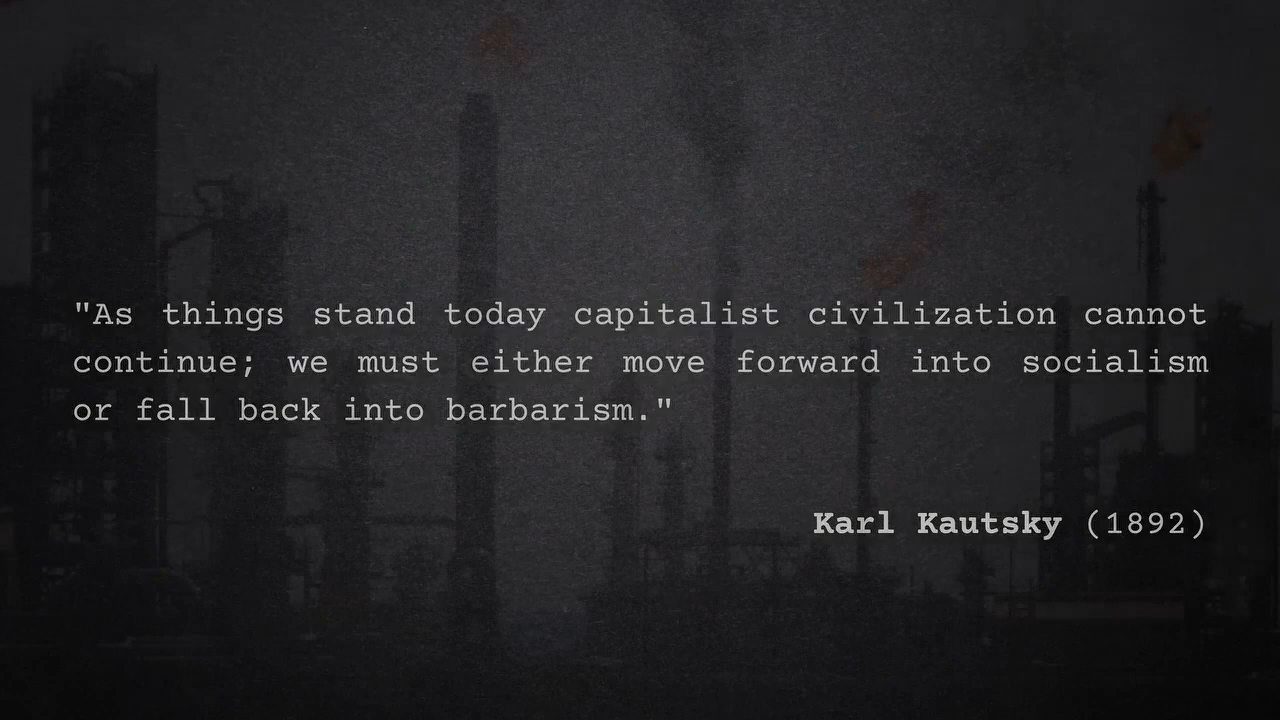 "As things stand today capitalist civilization cannot
continue; we must either move forward into socialism
or fall back into barbarism."
Karl Kautsky (1892)